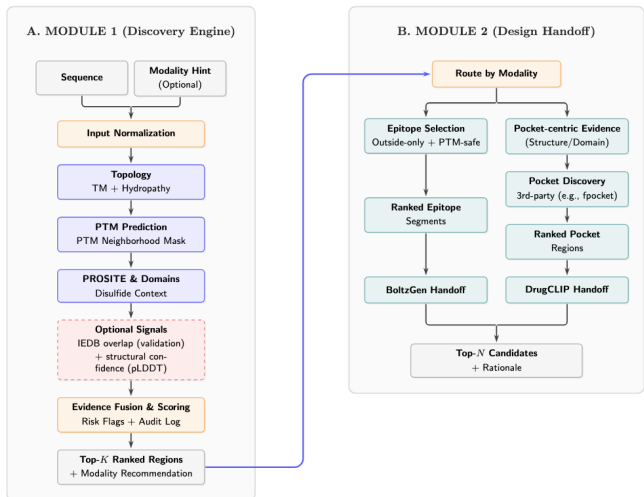 A. MODULE 1 (Discovery Engine)
Sequence
Modality Hint
(Optional)
Input Normalization
Topology
TM + Hydropathy
PTM Prediction
PTM Neighborhood Mask
PROSITE & Domains
Disulfide Context
Optional Signals
IEDB overlap (validation)
+ structural con-
fidence (pLDDT)
Evidence Fusion & Scoring
Risk Flags + Audit Log
Top-K Ranked Regions
+ Modality Recommendation
B. MODULE 2 (Design Handoff)
Route by Modality
Epitope Selection
Outside-only + PTM-safe
Ranked Epitope
Segments
BoltzGen Handoff
Pocket-centric Evidence
(Structure/Domain)
Pocket Discovery
3rd-party (e.g., fpocket)
Ranked Pocket
Regions
DrugCLIP Handoff
Top-N Candidates
+ Rationale